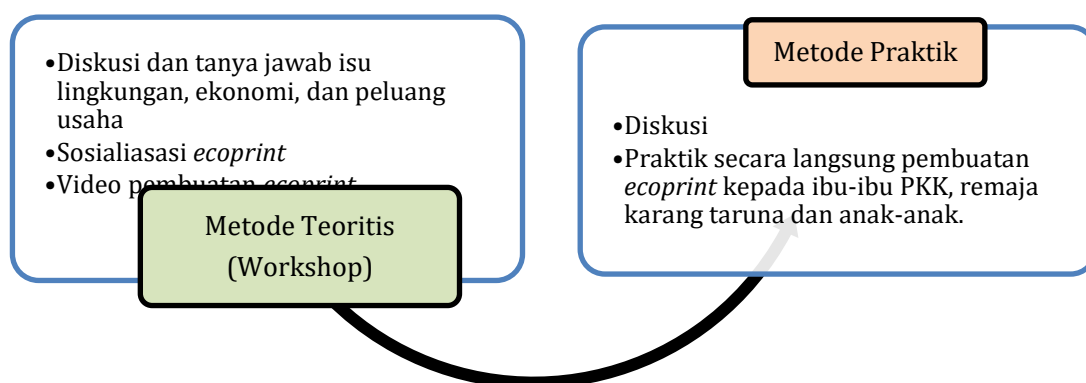 •Diskusi dan tanya jawab isu
lingkungan, ekonomi, dan peluang
usaha
•Sosialiasasi ecoprint
•Video pembuatan ecoprint
Metode Teoritis
(Workshop)
Metode Praktik
•Diskusi
•Praktik secara langsung pembuatan
ecoprint kepada ibu-ibu PKK, remaja
karang taruna dan anak-anak.